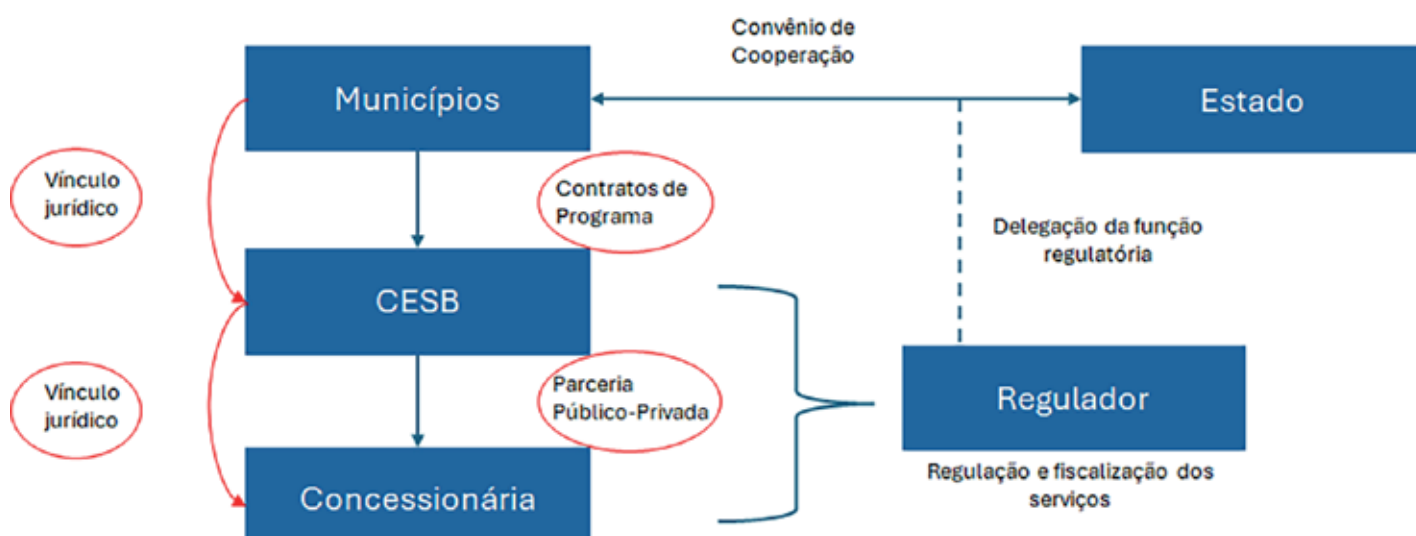 Convênio de
Cooperação
Municípios
Estado
Vínculo
jurídico
Contratos de
Programa
Delegação da função
regulatória
CESB
Vínculo
jurídico
Parceria
Público-Privada
Regulador
Regulação e fiscalização dos
serviços
Concessionária